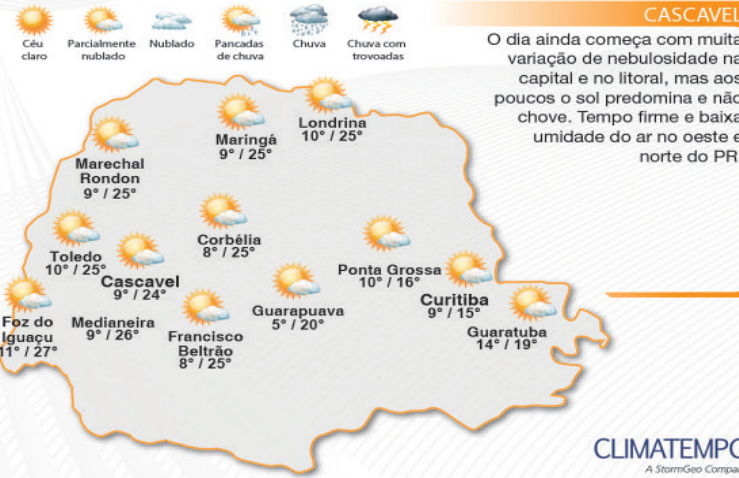 Céu
claro
Parcialmente
nublado
Nublado
Pancadas
de chuva
Chuva
Chuva com
trovoadas
CASCAVEL
O dia ainda começa com muita
variação de nebulosidade na
capital e no litoral, mas aos
poucos o sol predomina e não
chove. Tempo firme e baixa
umidade do ar no oeste e
norte do PR
Londrina
10° / 25°
Maringá
9° / 25°
Marechal
Rondon
9° / 25°
Corbélia
8° / 25°
Toledo
10° / 25°
Cascavel
9° / 24°
Ponta Grossa
10° / 16°
Curitiba
9° / 15°
Guarapuava
5° / 20°
Guaratuba
14° / 19°
Foz do
Iguaçu
11° / 27°
Medianeira
9° / 26°
Francisco
Beltrão
8° / 25°
CLIMATEMPO
A StormGeo Compan